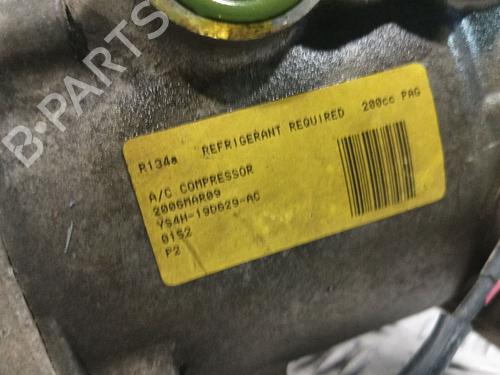 B-PARTS
R134a REFRIGERANT REQUIRED 200cc PAG
A/C COMPRESSOR
2006MAR09
YS4H-19D629-AC
0152
P2